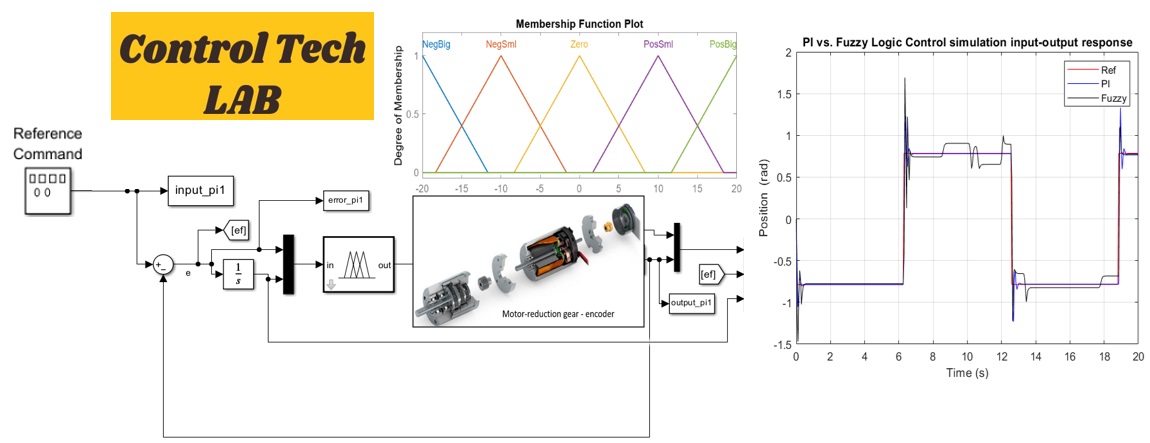 Control Tech
LAB
Reference
Command
0 0
input_pi1
error_pi1
[ef]
+
−
e
1
s
in
out
Membership Function Plot
Degree of Membership
NegBig
NegSml
Zero
PosSml
PosBig
1
0.5
0
-20
-15
-10
-5
0
5
10
15
20
Motor-reduction gear - encoder
[ef]
output_pi1
PI vs. Fuzzy Logic Control simulation input-output response
Ref
PI
Fuzzy
Position (rad)
2
1.5
1
0.5
0
-0.5
-1
-1.5
0
2
4
6
8
10
12
14
16
18
20
Time (s)